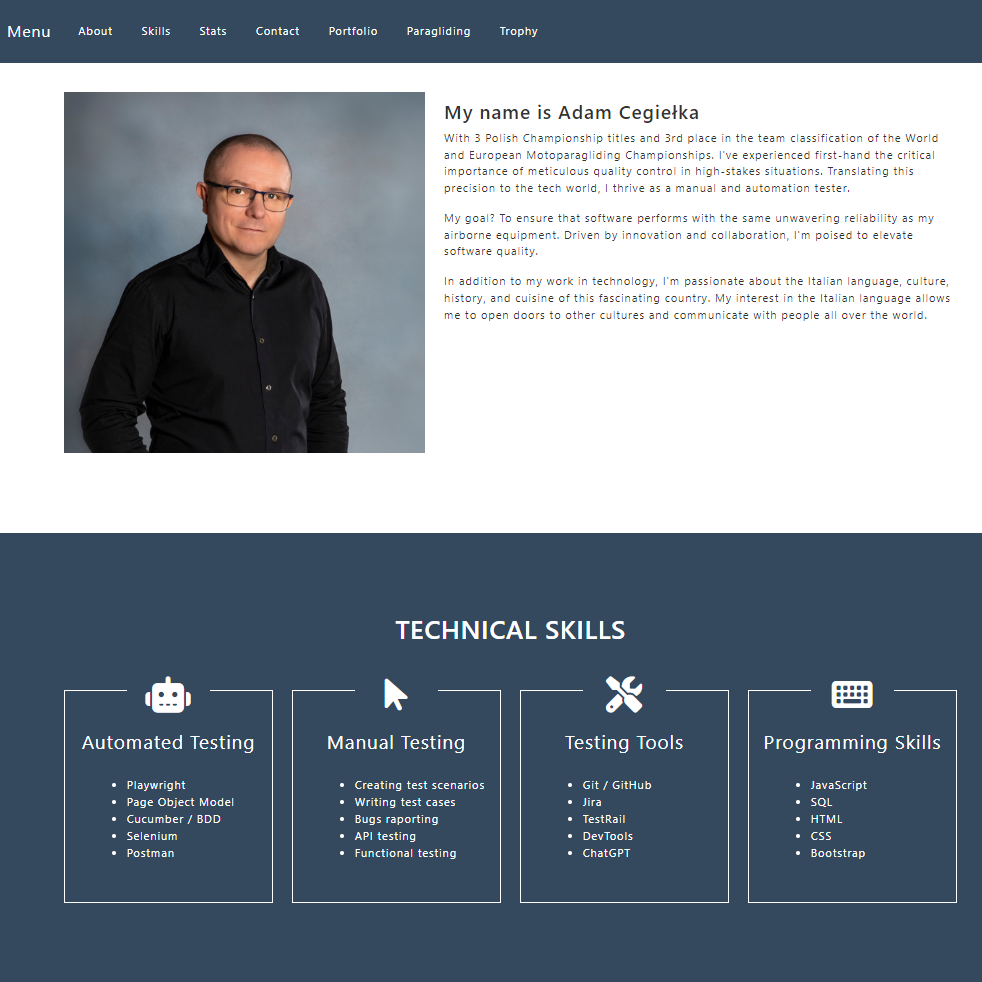 Menu About Skills Stats Contact Portfolio Paragliding Trophy
My name is Adam Cegiełka
With 3 Polish Championship titles and 3rd place in the team classification of the World
and European Motoparagliding Championships. I've experienced first-hand the critical
importance of meticulous quality control in high-stakes situations. Translating this
precision to the tech world, I thrive as a manual and automation tester.
My goal? To ensure that software performs with the same unwavering reliability as my
airborne equipment. Driven by innovation and collaboration, I'm poised to elevate
software quality.
In addition to my work in technology, I'm passionate about the Italian language, culture,
history, and cuisine of this fascinating country. My interest in the Italian language allows
me to open doors to other cultures and communicate with people all over the world.
TECHNICAL SKILLS
Automated Testing
• Playwright
• Page Object Model
• Cucumber / BDD
• Selenium
• Postman
Manual Testing
• Creating test scenarios
• Writing test cases
• Bugs raporting
• API testing
• Functional testing
Testing Tools
• Git / GitHub
• Jira
• TestRail
• DevTools
• ChatGPT
Programming Skills
• JavaScript
• SQL
• HTML
• CSS
• Bootstrap